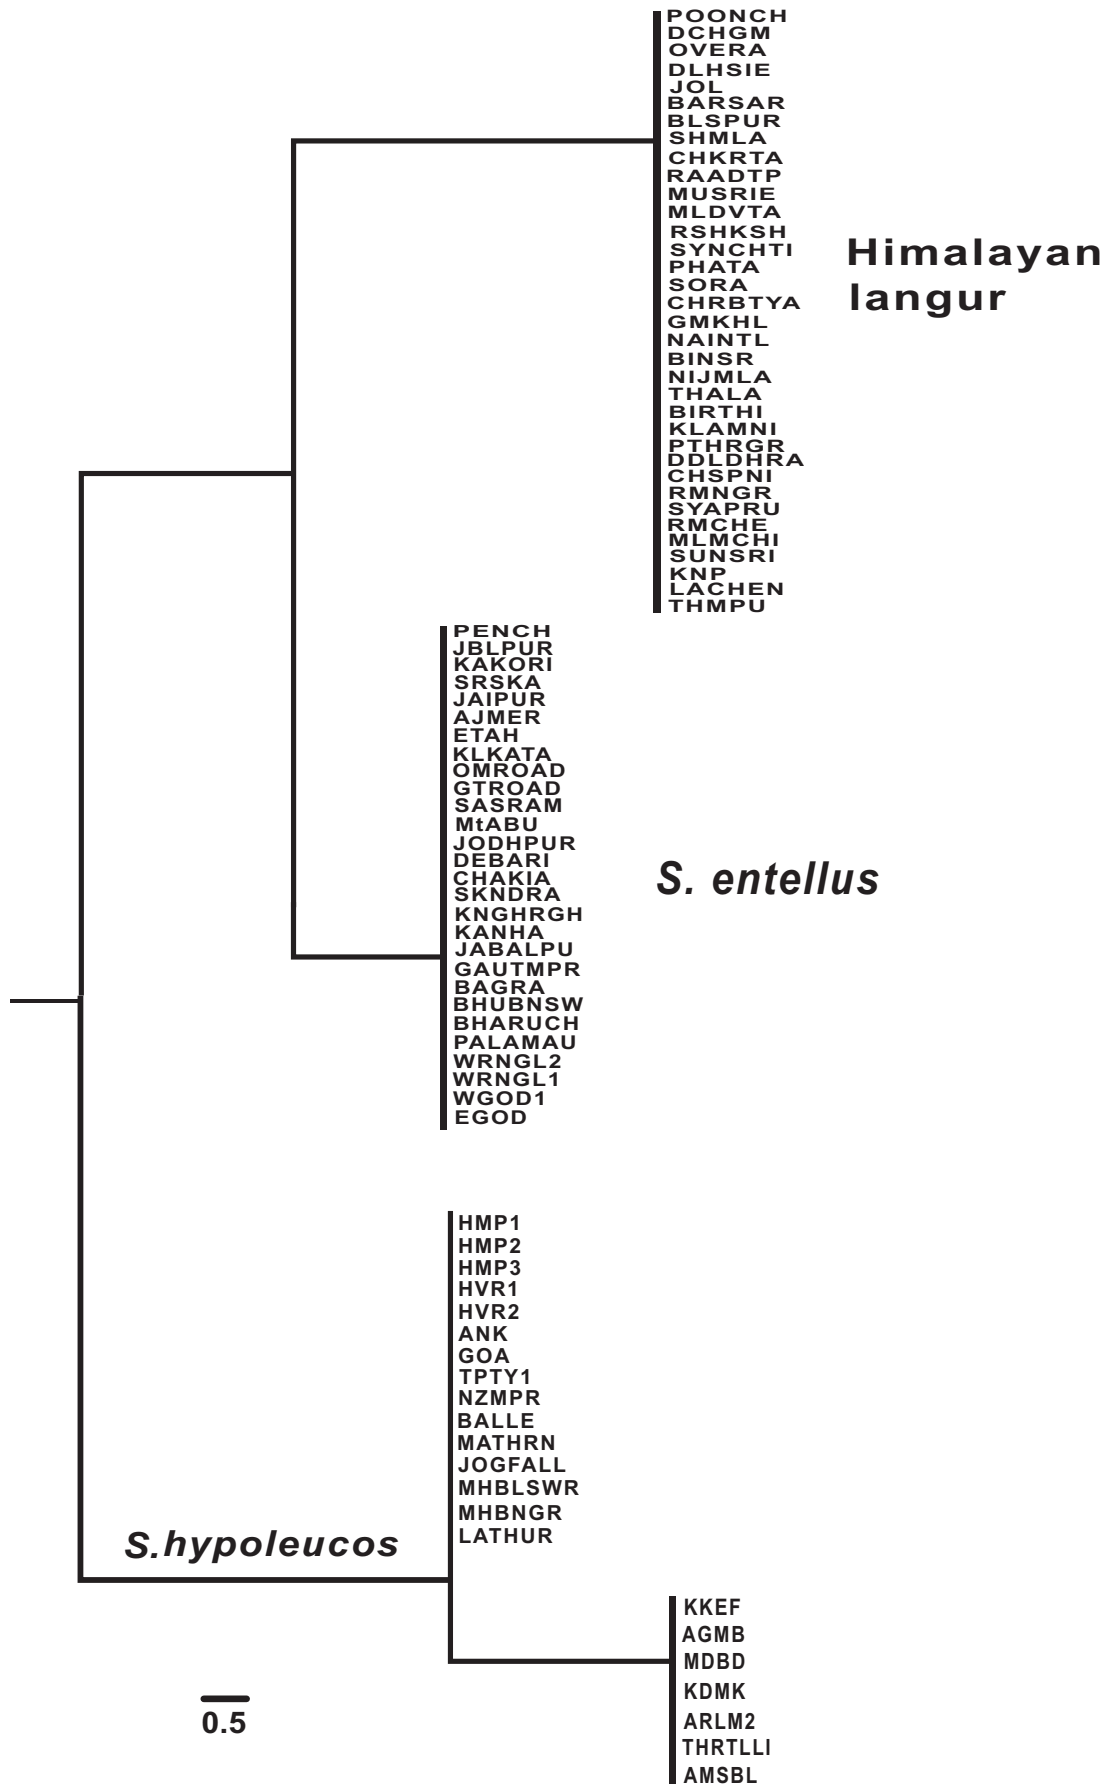 POONCH
DCHGM
OVERA
DLHSIE
JOL
BARSAR
BLSPUR
SHMLA
CHKRTA
RAADTP
MUSRIE
MLDVTA
RSHKSH
SYNCHTI
PHATA
SORA
CHRBTYA
GMKHL
NAINTL
BINSR
NIJMLA
THALA
BIRTHI
KLAMNI
PTHRGR
DDLDHRA
CHSPNI
RMNGR
SYAPRU
RMCHE
MLMCHI
SUNSRI
KNP
LACHEN
THMPU
Himalayan
langur
PENCH
JBLPUR
KAKORI
SRSKA
JAIPUR
AJMER
ETAH
KLKATA
OMROAD
GTROAD
SASRAM
MtABU
JODHPUR
DEBARI
CHAKIA
SKNDRA
KNGHRGH
KANHA
JABALPU
GAUTMPR
BAGRA
BHUBNSW
BHARUCH
PALAMAU
WRNGL2
WRNGL1
WGOD1
EGOD
S. entellus
HMP1
HMP2
HMP3
HVR1
HVR2
ANK
GOA
TPTY1
NZMPR
BALLE
MATHRN
JOGFALL
MHBLSWR
MHBNGR
LATHUR
S.hypoleucos
KKEF
AGMB
MDBD
KDMK
ARLM2
THRTLLI
AMSBL
0.5